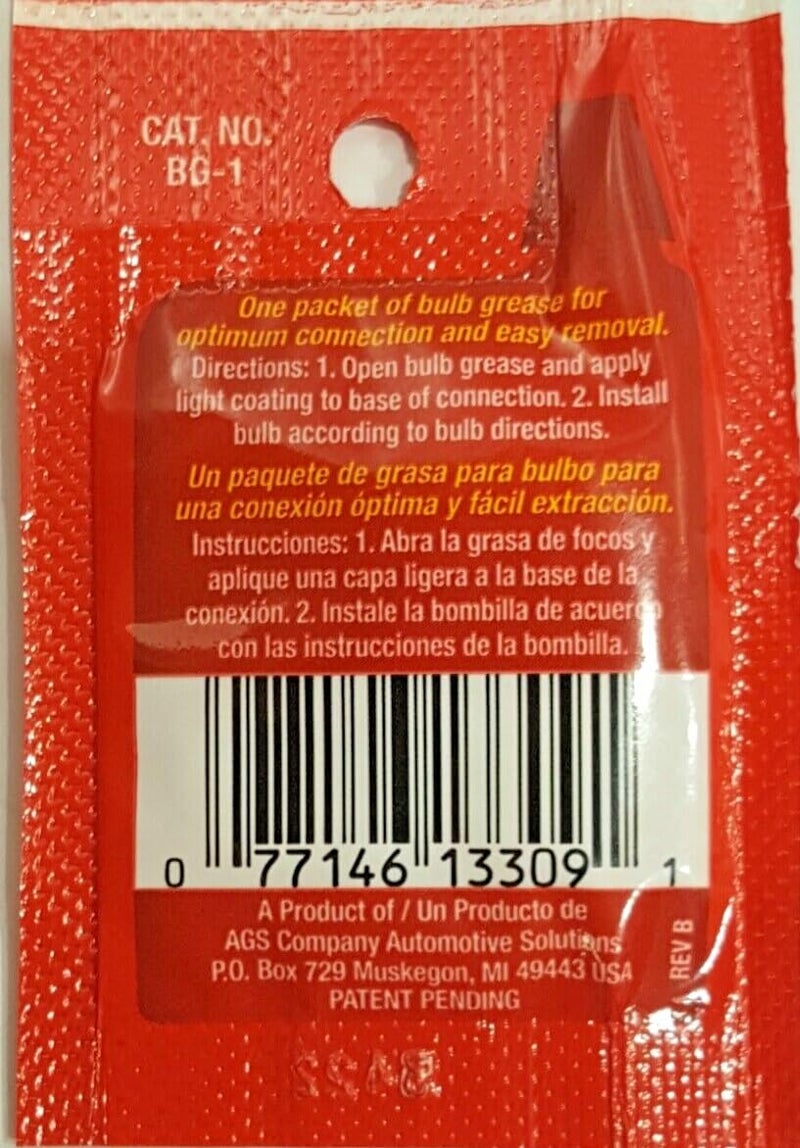 CAT. NO.
BG-1
One packet of bulb grease for
optimum connection and easy removal.
Directions: 1. Open bulb grease and apply
light coating to base of connection. 2. Install
bulb according to bulb directions.
Un paquete de grasa para bulbo para
una conexión óptima y fácil extracción.
Instrucciones: 1. Abra la grasa de focos y
aplique una capa ligera a la base de la
conexión. 2. Instale la bombilla de acuerdo
con las instrucciones de la bombilla.
0 77146 13309 1
A Product of / Un Producto de
AGS Company Automotive Solutions
P.O. Box 729 Muskegon, MI 49443 USA
PATENT PENDING
REV B